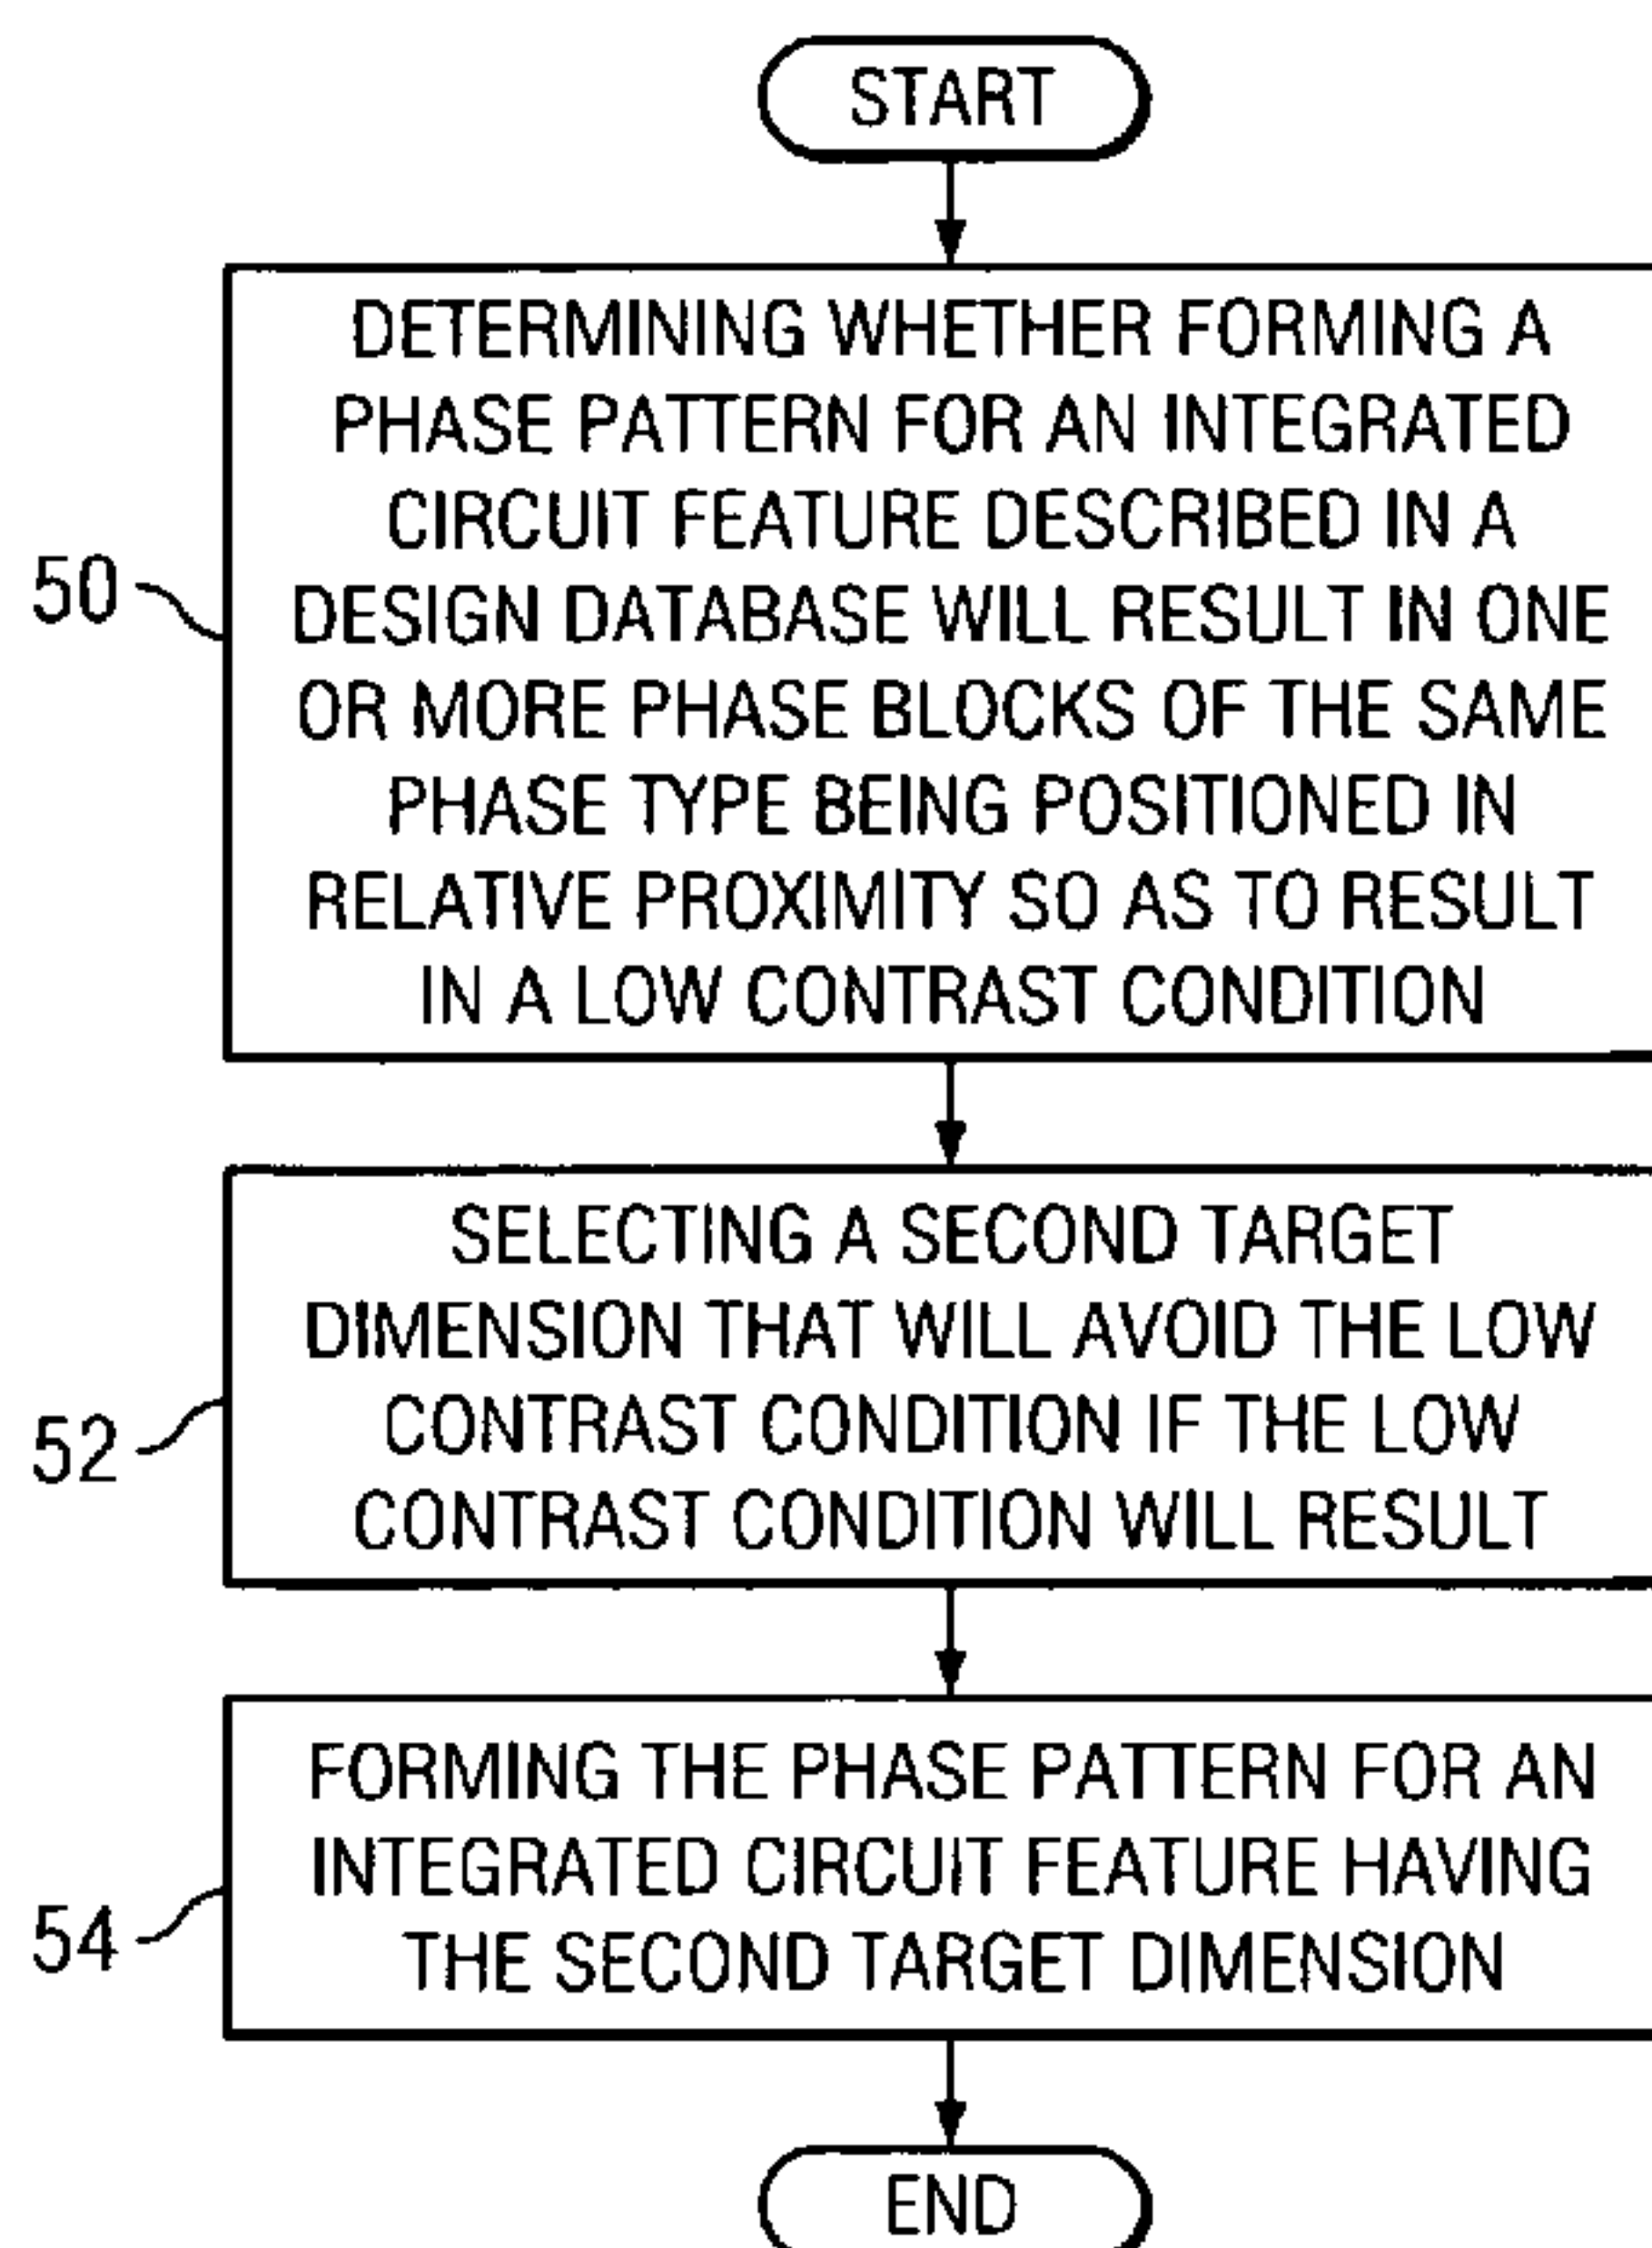 START
DETERMINING WHETHER FORMING A
PHASE PATTERN FOR AN INTEGRATED
CIRCUIT FEATURE DESCRIBED IN A
DESIGN DATABASE WILL RESULT IN ONE
OR MORE PHASE BLOCKS OF THE SAME
PHASE TYPE BEING POSITIONED IN
RELATIVE PROXIMITY SO AS TO RESULT
IN A LOW CONTRAST CONDITION
50
SELECTING A SECOND TARGET
DIMENSION THAT WILL AVOID THE LOW
CONTRAST CONDITION IF THE LOW
CONTRAST CONDITION WILL RESULT
52
FORMING THE PHASE PATTERN FOR AN
INTEGRATED CIRCUIT FEATURE HAVING
THE SECOND TARGET DIMENSION
54
END